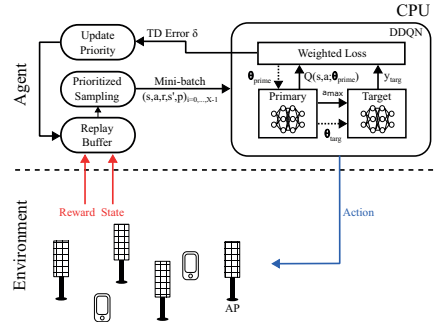 CPU
DDQN
Update
Priority
TD Error δ
Weighted Loss
Prioritized
Sampling
Mini-batch
(s,a,r,s',p)i=0,...,X-1
θprime
Q(s,a;θprime)
ytarg
Primary
amax
Target
θtarg
Replay
Buffer
Agent
Reward State
Action
Environment
AP